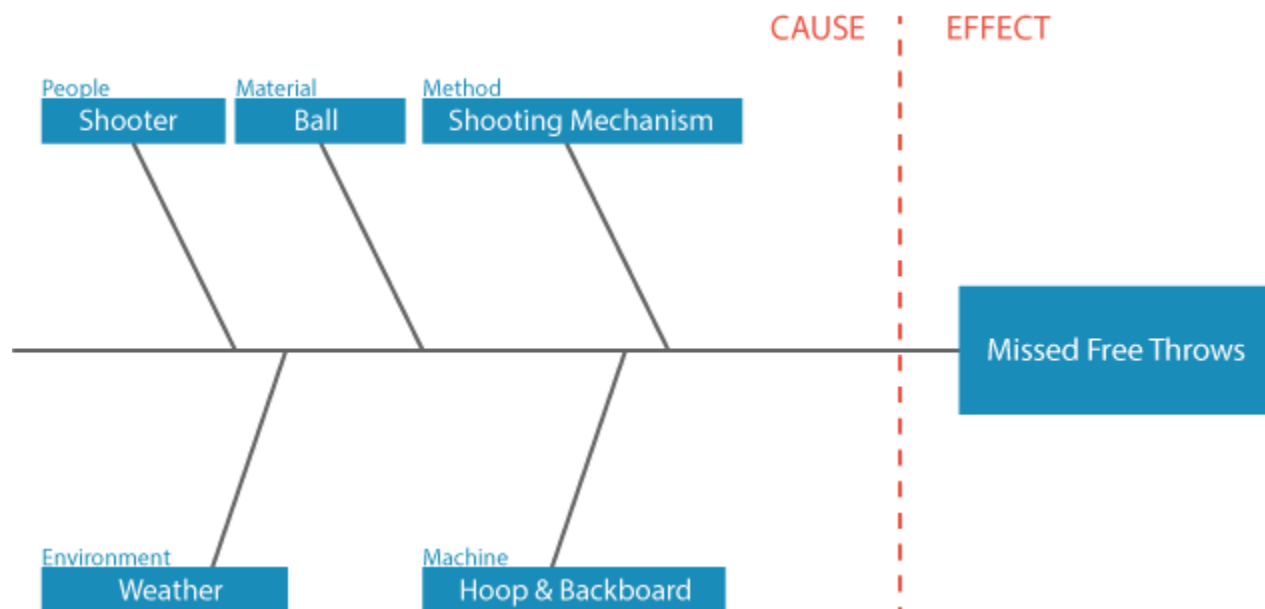 CAUSE EFFECT
People Material Method
Shooter Ball Shooting Mechanism
Missed Free Throws
Environment Machine
Weather Hoop & Backboard